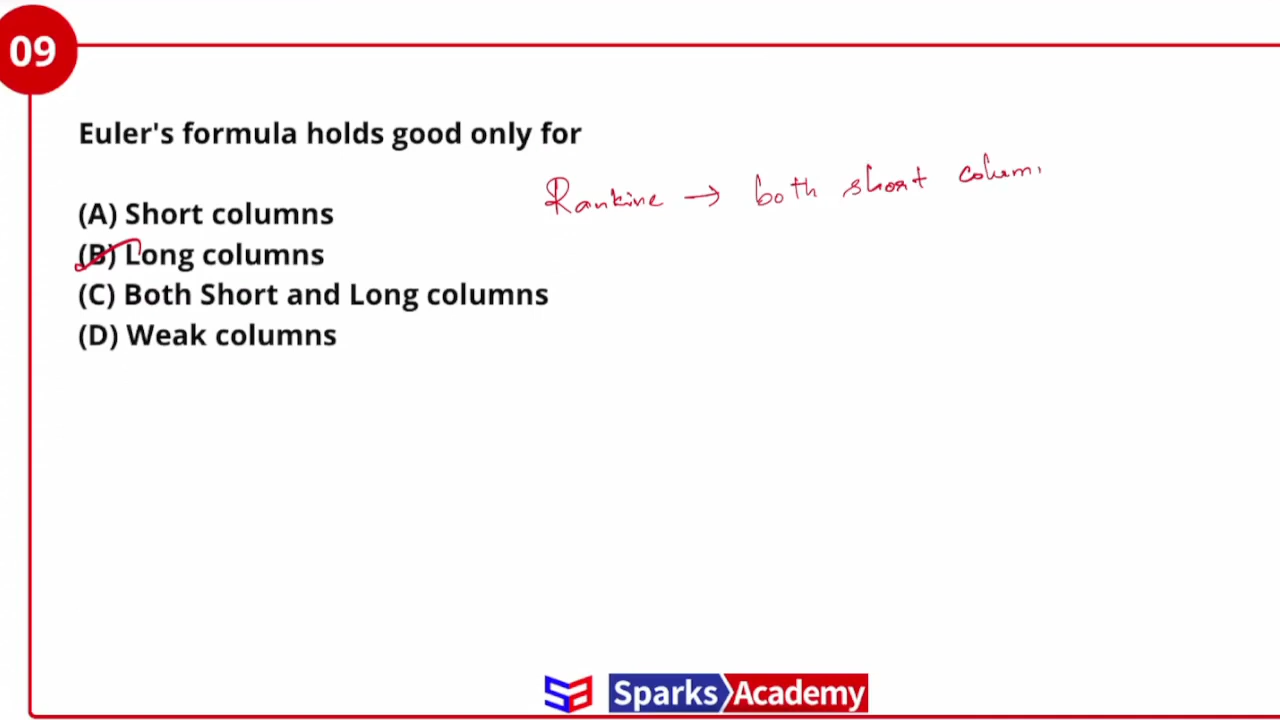 09
Euler's formula holds good only for
Rankine → both short colum
(A) Short columns
(B) Long columns
(C) Both Short and Long columns
(D) Weak columns
Sparks Academy